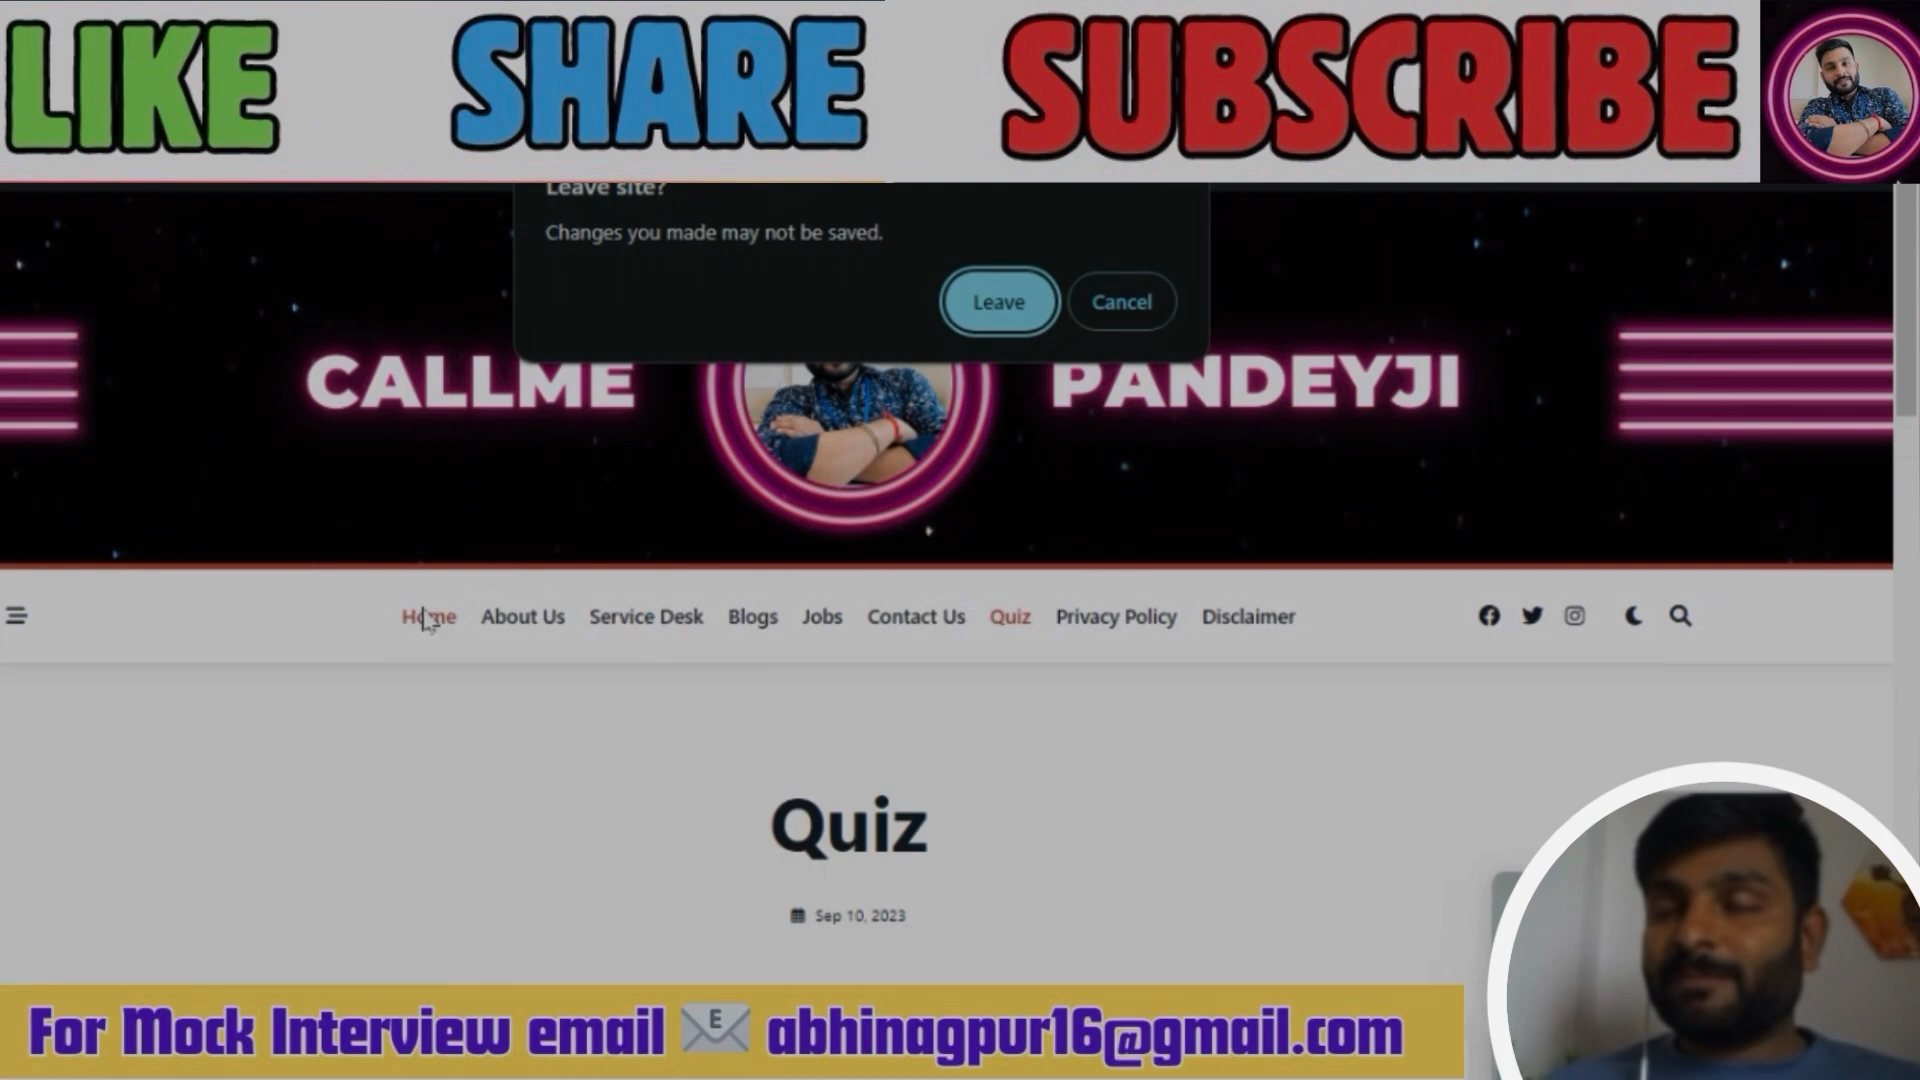 LIKE SHARE SUBSCRIBE
Leave site?
Changes you made may not be saved.
Leave Cancel
CALLME PANDEYJI
Home About Us Service Desk Blogs Jobs Contact Us Quiz Privacy Policy Disclaimer
Quiz
Sep 10, 2023
For Mock Interview email E abhinagpur16@gmail.com